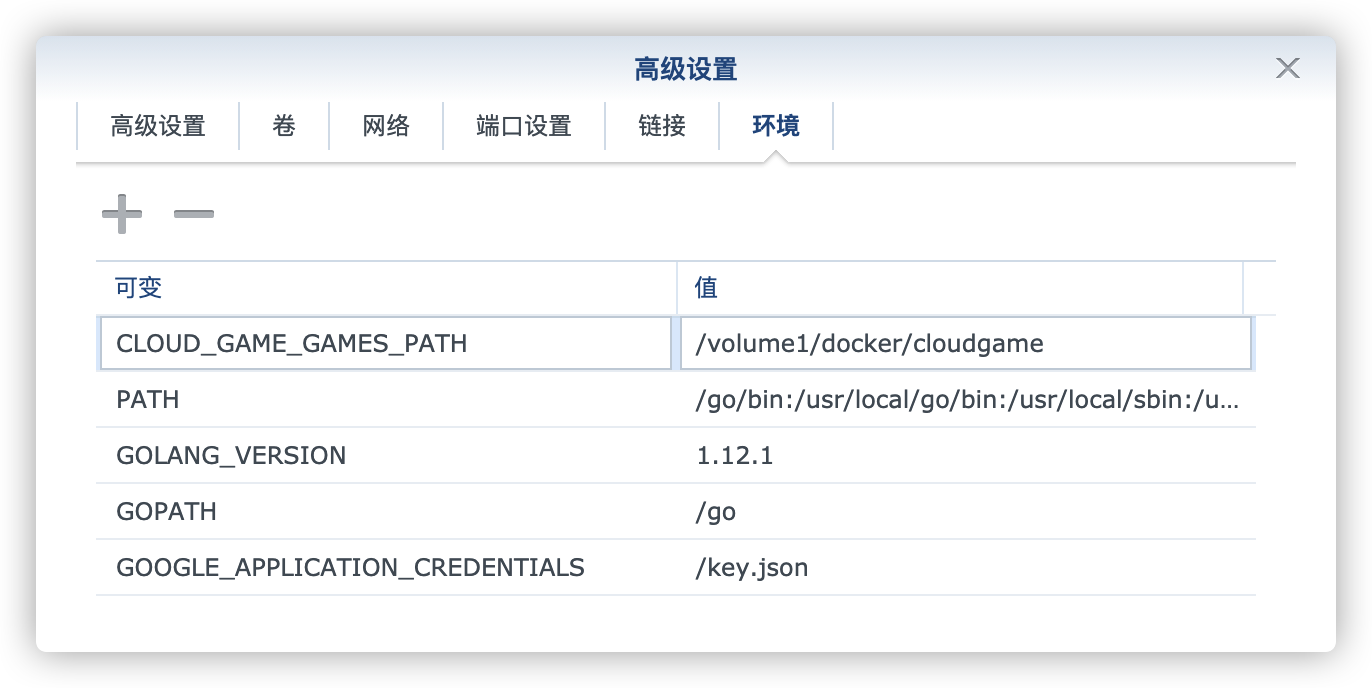 高级设置
高级设置 卷 网络 端口设置 链接 环境
可变 值
CLOUD_GAME_GAMES_PATH /volume1/docker/cloudgame
PATH /go/bin:/usr/local/go/bin:/usr/local/sbin:/u...
GOLANG_VERSION 1.12.1
GOPATH /go
GOOGLE_APPLICATION_CREDENTIALS /key.json